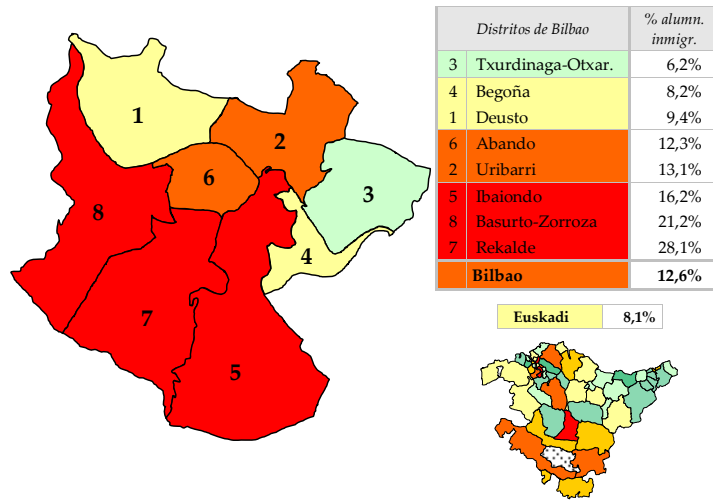 Distritos de Bilbao % alumn. inmigr.
3 Txurdinaga-Otxar. 6,2%
4 Begoña 8,2%
1 Deusto 9,4%
6 Abando 12,3%
2 Uribarri 13,1%
5 Ibaiondo 16,2%
8 Basurto-Zorroza 21,2%
7 Rekalde 28,1%
Bilbao 12,6%
Euskadi 8,1%
1
2
6
3
8
4
7
5